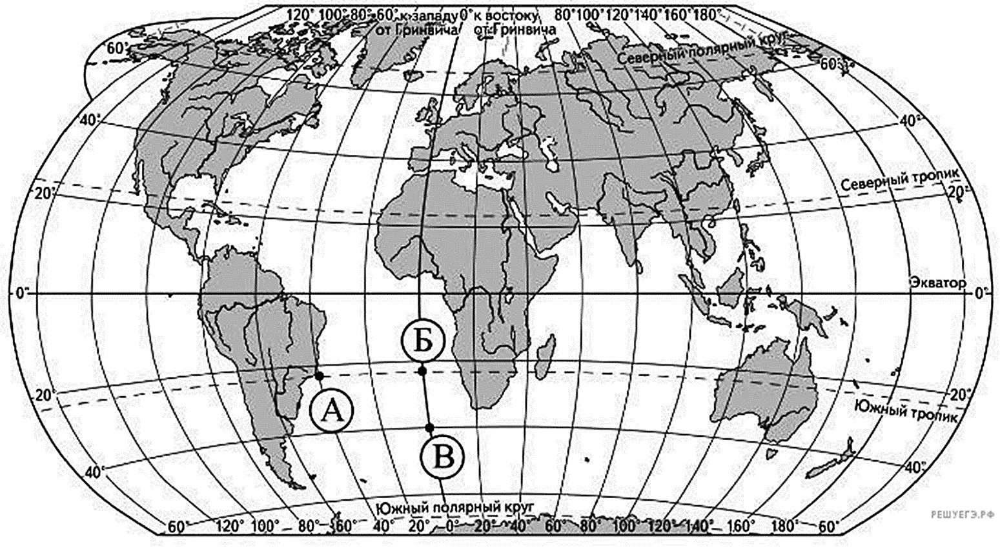 120° 100° 80° 60° к западу 0° к востоку 80° 100° 120° 140° 160° 180°
от Гринвича от Гринвича
60° Северный полярный круг 60°
40° 40°
Северный тропик
20° 20°
Экватор
0° 0°
Б
20° 20°
А Южный тропик
В
40° 40°
Южный полярный круг
60° 120° 100° 80° 60° 40° 20° 0° 20° 40° 60° 80° 100° 120° 140° 160° 180° 60°
РЕШУЕГЭ.РФ